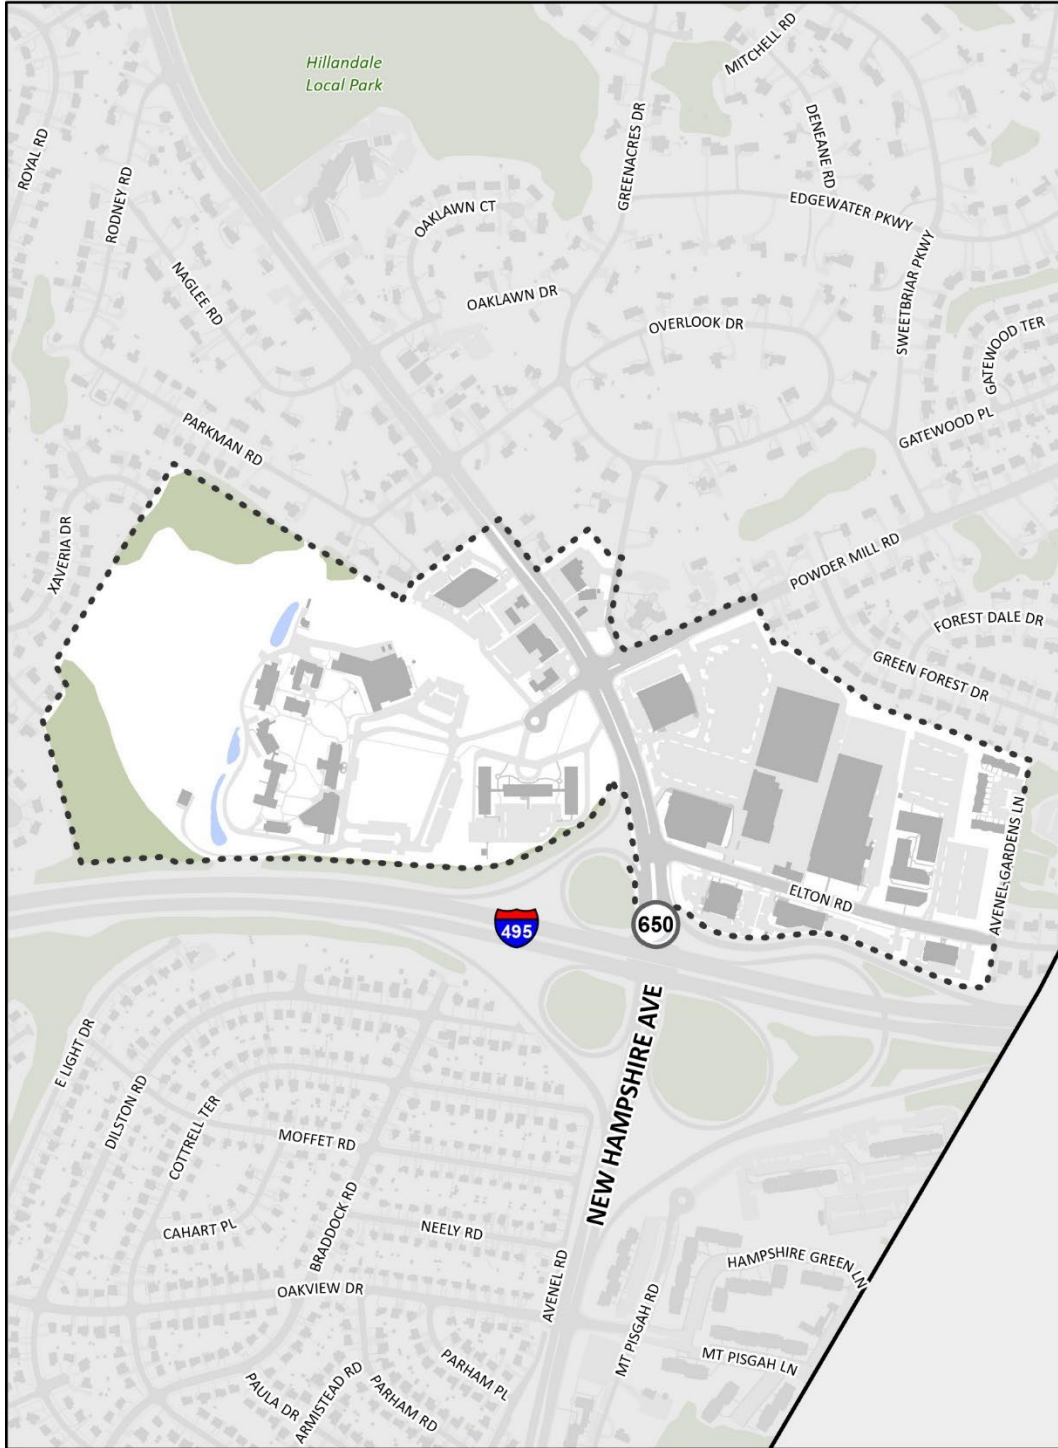 MITCHELL RD
Hillandale
Local Park
ROYAL RD
RODNEY RD
GREENACRES DR
DENEANE RD
EDGEWATER PKWY
OAKLAWN CT
NAGLEE RD
OAKLAWN DR
OVERLOOK DR
SWEETBRIAR PKWY
GATEWOOD TER
GATEWOOD PL
PARKMAN RD
XAVERIA DR
POWDER MILL RD
FOREST DALE DR
GREEN FOREST DR
AVENEL GARDENS LN
ELTON RD
495
650
NEW HAMPSHIRE AVE
E LIGHT DR
DILSTON RD
COTTRELL TER
MOFFET RD
CAHART PL
BRADDOCK RD
NEELY RD
AVENEL RD
HAMPSHIRE GREEN LN
OAKVIEW DR
MT PISGAH RD
MT PISGAH LN
PARHAM PL
PAULA DR
ARMISTEAD RD
PARHAM RD